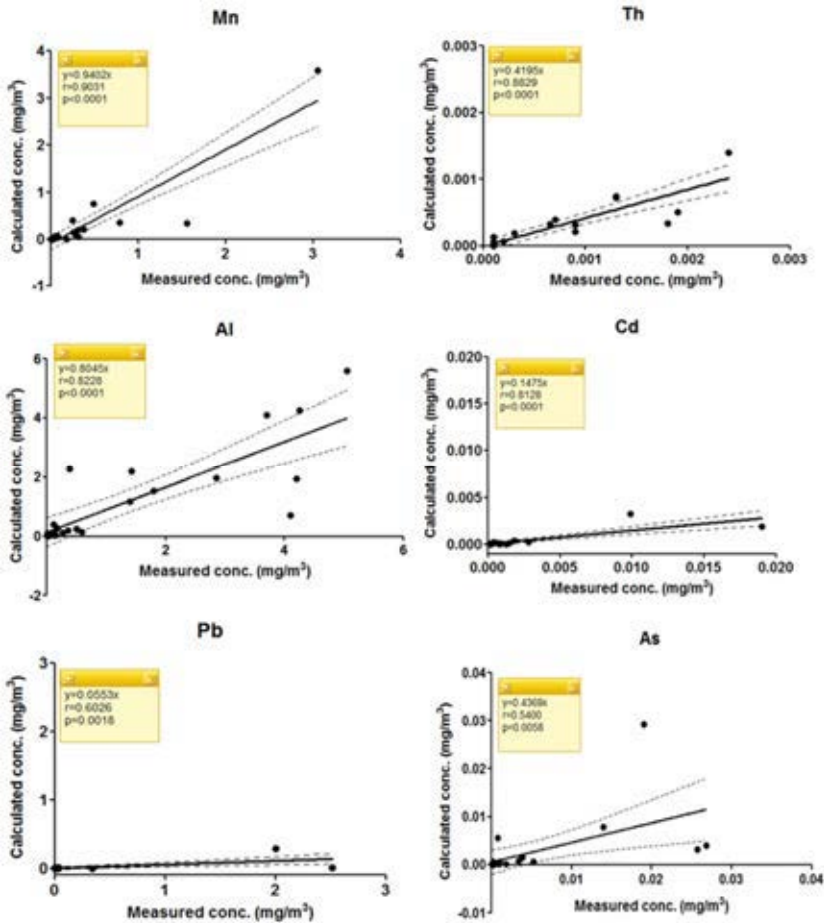 Mn
Calculated conc. (mg/m³)
4
3
2
1
0
-1
y=0.9402x
r=0.9031
p<0.0001
1
2
3
4
Measured conc. (mg/m³)
Th
Calculated conc. (mg/m³)
0.003
0.002
0.001
0.000
y=0.4195x
r=0.8829
p<0.0001
0.000
0.001
0.002
0.003
Measured conc. (mg/m³)
Al
Calculated conc. (mg/m³)
6
4
2
0
-2
y=0.8045x
r=0.8228
p<0.0001
2
4
6
Measured conc. (mg/m³)
Cd
Calculated conc. (mg/m³)
0.020
0.015
0.010
0.005
0.000
y=0.1475x
r=0.8128
p<0.0001
0.000
0.005
0.010
0.015
0.020
Measured conc. (mg/m³)
Pb
Calculated conc. (mg/m³)
3
2
1
0
y=0.0553x
r=0.6026
p=0.0018
0
1
2
3
Measured conc. (mg/m³)
As
Calculated conc. (mg/m³)
0.04
0.03
0.02
0.01
0.00
-0.01
y=0.4369x
r=0.5400
p=0.0058
0.01
0.02
0.03
0.04
Measured conc. (mg/m³)